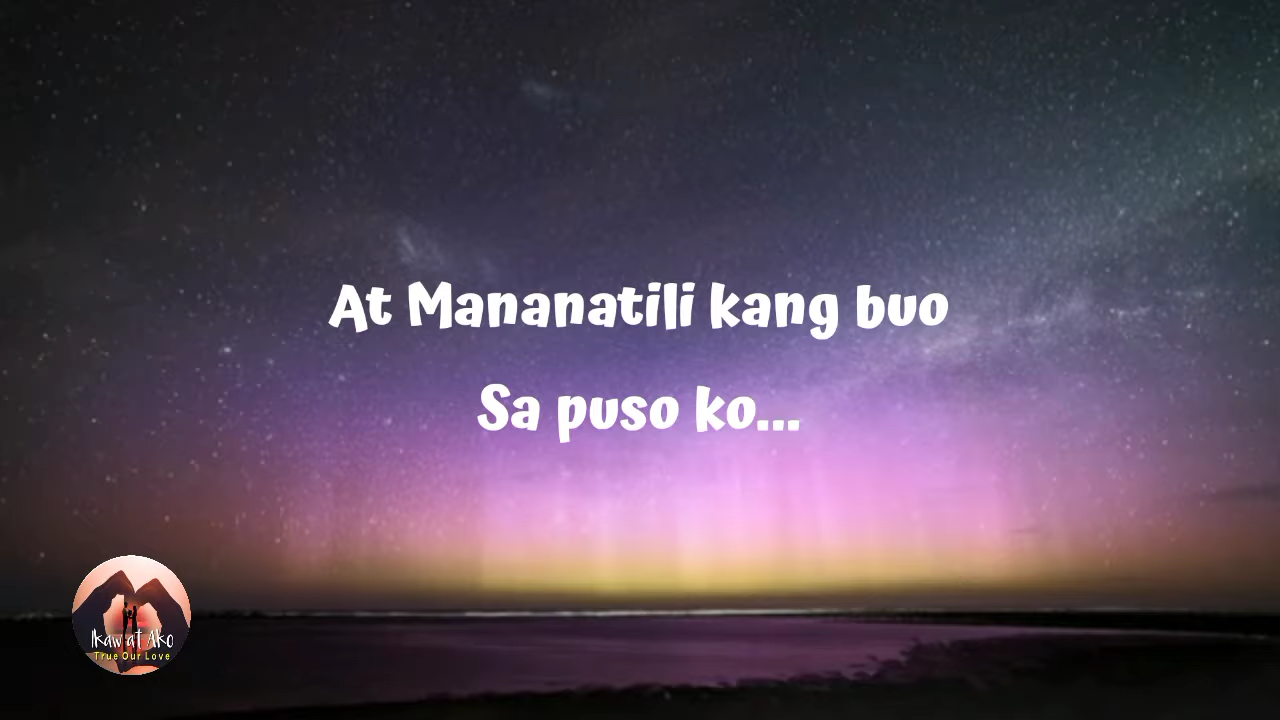 At Mananatili kang buo
Sa puso ko...
Ikaw at Ako
True Our Love